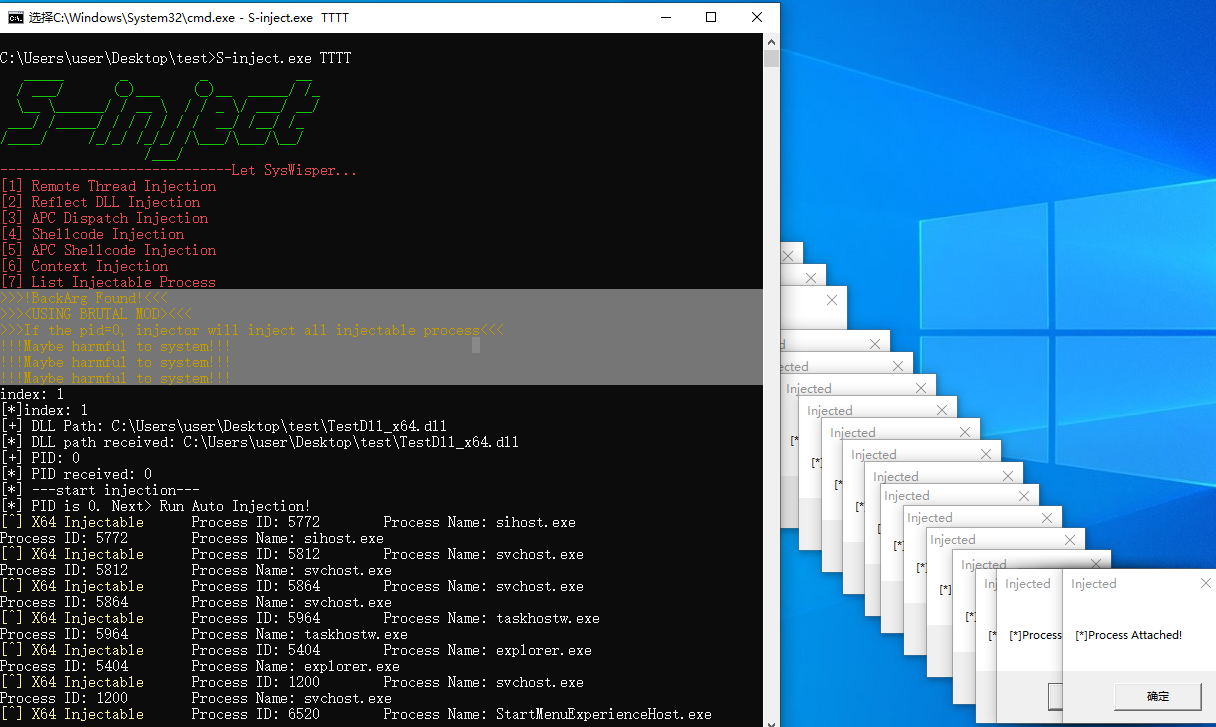 选择C:\Windows\System32\cmd.exe - S-inject.exe  TTTT
C:\Users\user\Desktop\test>S-inject.exe TTTT
S-inject
-----------------------------Let SysWisper...
[1] Remote Thread Injection
[2] Reflect DLL Injection
[3] APC Dispatch Injection
[4] Shellcode Injection
[5] APC Shellcode Injection
[6] Context Injection
[7] List Injectable Process
>>>!BackArg Found!<<<
>>><USING BRUTAL MOD><<<
>>>If the pid=0, injector will inject all injectable process<<<
!!!Maybe harmful to system!!!
!!!Maybe harmful to system!!!
!!!Maybe harmful to system!!!
index: 1
[*]index: 1
[+] DLL Path: C:\Users\user\Desktop\test\TestDll_x64.dll
[*] DLL path received: C:\Users\user\Desktop\test\TestDll_x64.dll
[+] PID: 0
[*] PID received: 0
[*] ---start injection---
[*] PID is 0. Next> Run Auto Injection!
[^] X64 Injectable      Process ID: 5772        Process Name: sihost.exe
Process ID: 5772        Process Name: sihost.exe
[^] X64 Injectable      Process ID: 5812        Process Name: svchost.exe
Process ID: 5812        Process Name: svchost.exe
[^] X64 Injectable      Process ID: 5864        Process Name: svchost.exe
Process ID: 5864        Process Name: svchost.exe
[^] X64 Injectable      Process ID: 5964        Process Name: taskhostw.exe
Process ID: 5964        Process Name: taskhostw.exe
[^] X64 Injectable      Process ID: 5404        Process Name: explorer.exe
Process ID: 5404        Process Name: explorer.exe
[^] X64 Injectable      Process ID: 1200        Process Name: svchost.exe
Process ID: 1200        Process Name: svchost.exe
[^] X64 Injectable      Process ID: 6520        Process Name: StartMenuExperienceHost.exe
Injected
[*]
Injected
[*]
Injected
[*]
Injected
[*]
Injected
Injected
[*]
Injected
[*]
Injected
[*]
Injected
[*]
Injected
[*]
Injected
[*]Process
Injected
[*]Process Attached!
确定